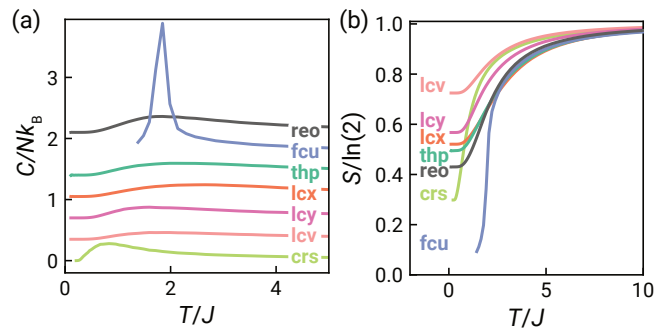 (a)
C/Nk_B
3
2
1
0
reo
fcu
thp
lcx
lcy
lcv
crs
0
2
4
T/J
(b)
S/ln(2)
1.0
0.8
0.6
0.4
0.2
0.0
lcv
lcy
lcx
thp
reo
crs
fcu
0
5
10
T/J